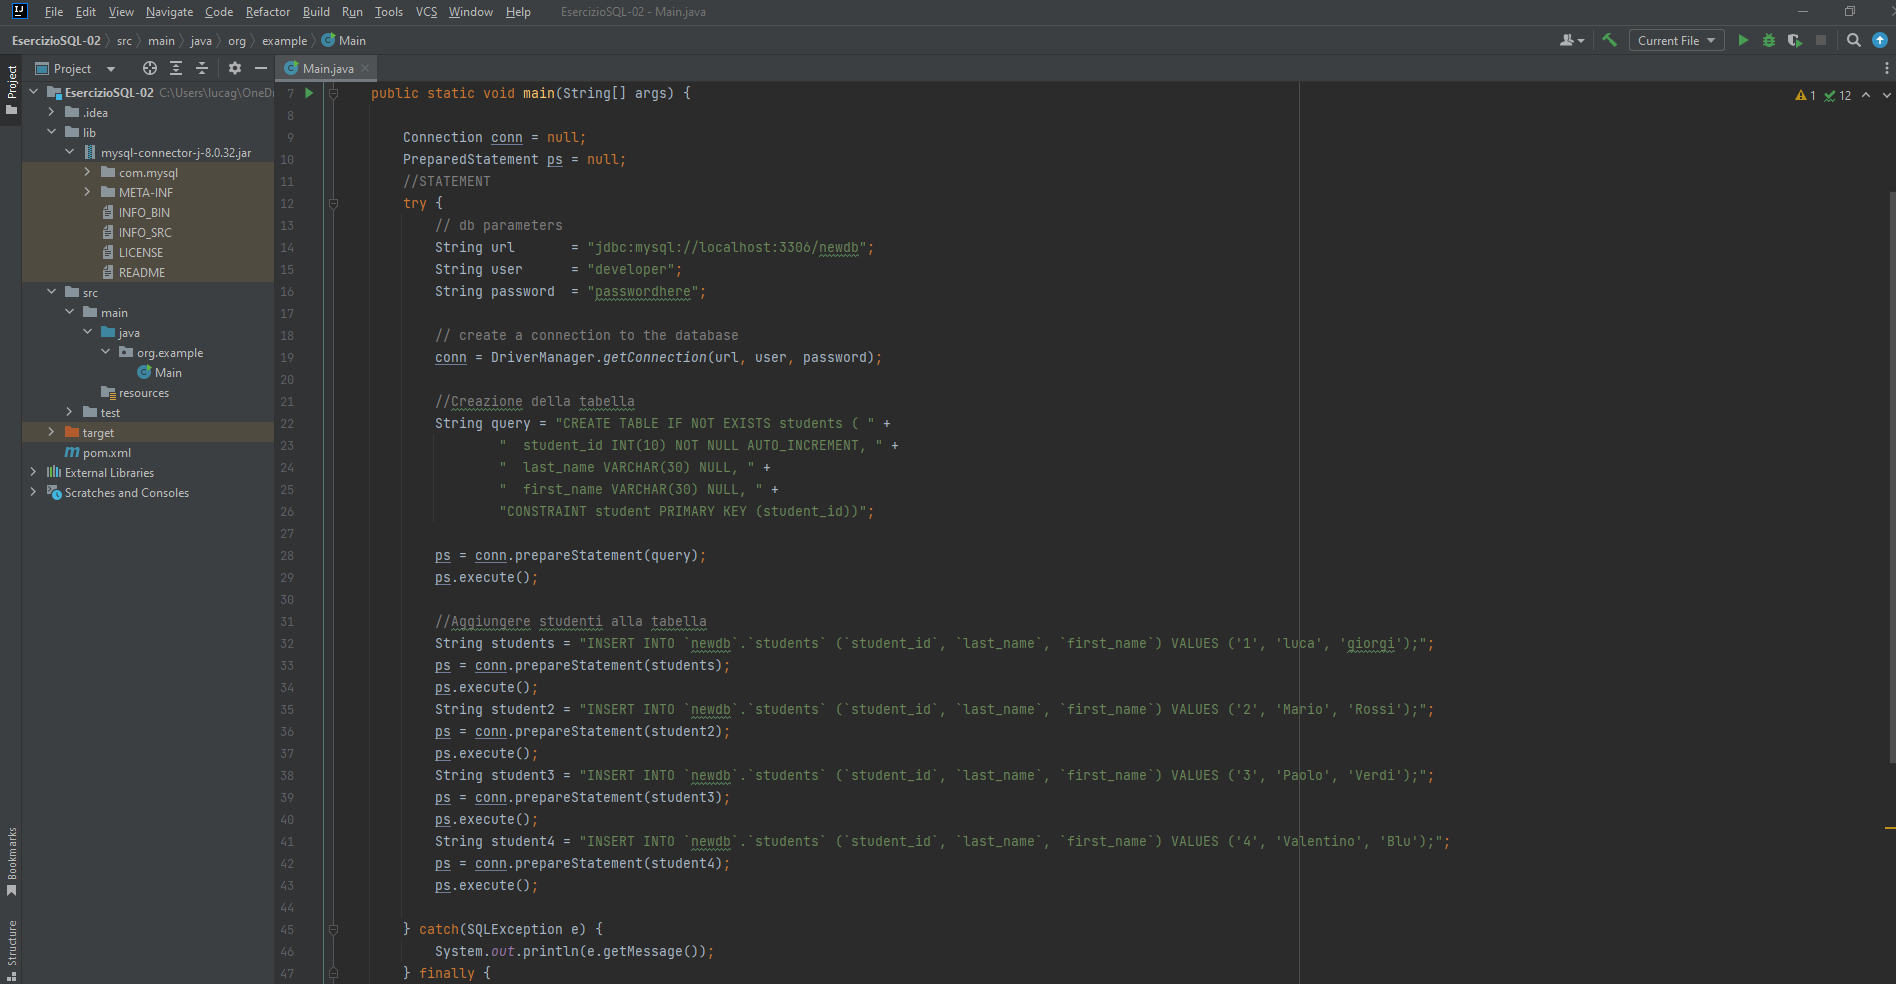 IJ File Edit View Navigate Code Refactor Build Run Tools VCS Window Help EsercizioSQL-02 - Main.java
EsercizioSQL-02 src main java org example Main Current File
Project Main.java
Project
EsercizioSQL-02 C:\Users\lucag\OneDr
.idea
lib
mysql-connector-j-8.0.32.jar
com.mysql
META-INF
INFO_BIN
INFO_SRC
LICENSE
README
src
main
java
org.example
Main
resources
test
target
pom.xml
External Libraries
Scratches and Consoles
Bookmarks
Structure
1 12
7 public static void main(String[] args) {
8
9 Connection conn = null;
10 PreparedStatement ps = null;
11 //STATEMENT
12 try {
13 // db parameters
14 String url = "jdbc:mysql://localhost:3306/newdb";
15 String user = "developer";
16 String password = "passwordhere";
17
18 // create a connection to the database
19 conn = DriverManager.getConnection(url, user, password);
20
21 //Creazione della tabella
22 String query = "CREATE TABLE IF NOT EXISTS students ( " +
23 "  student_id INT(10) NOT NULL AUTO_INCREMENT, " +
24 "  last_name VARCHAR(30) NULL, " +
25 "  first_name VARCHAR(30) NULL, " +
26 "CONSTRAINT student PRIMARY KEY (student_id))";
27
28 ps = conn.prepareStatement(query);
29 ps.execute();
30
31 //Aggiungere studenti alla tabella
32 String students = "INSERT INTO `newdb`.`students` (`student_id`, `last_name`, `first_name`) VALUES ('1', 'luca', 'giorgi');";
33 ps = conn.prepareStatement(students);
34 ps.execute();
35 String student2 = "INSERT INTO `newdb`.`students` (`student_id`, `last_name`, `first_name`) VALUES ('2', 'Mario', 'Rossi');";
36 ps = conn.prepareStatement(student2);
37 ps.execute();
38 String student3 = "INSERT INTO `newdb`.`students` (`student_id`, `last_name`, `first_name`) VALUES ('3', 'Paolo', 'Verdi');";
39 ps = conn.prepareStatement(student3);
40 ps.execute();
41 String student4 = "INSERT INTO `newdb`.`students` (`student_id`, `last_name`, `first_name`) VALUES ('4', 'Valentino', 'Blu');";
42 ps = conn.prepareStatement(student4);
43 ps.execute();
44
45 } catch(SQLException e) {
46 System.out.println(e.getMessage());
47 } finally {